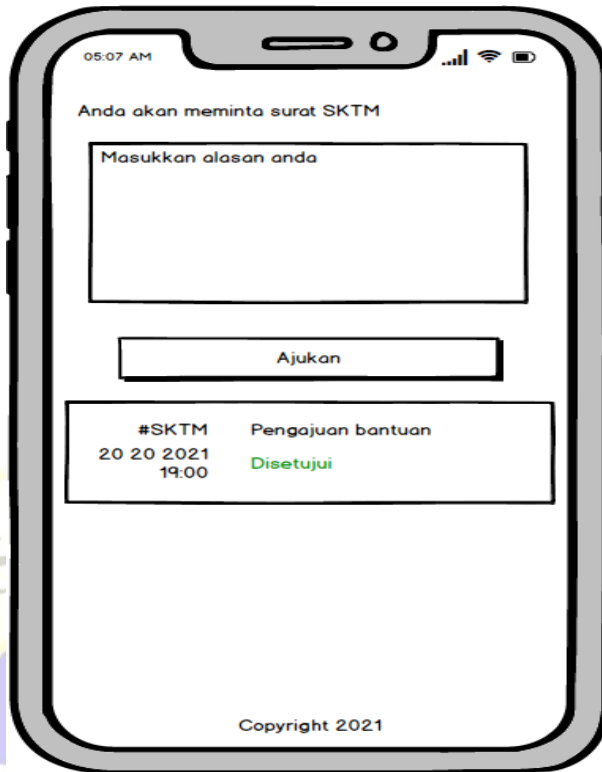 05:07 AM
Anda akan meminta surat SKTM
Masukkan alasan anda
Ajukan
#SKTM Pengajuan bantuan
20 20 2021
19:00
Disetujui
Copyright 2021